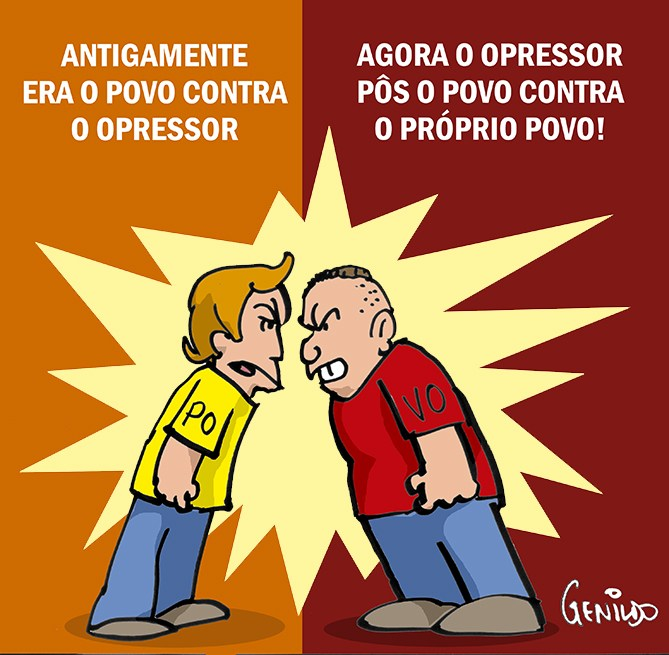 ANTIGAMENTE
ERA O POVO CONTRA
O OPRESSOR
AGORA O OPRESSOR
PÔS O POVO CONTRA
O PRÓPRIO POVO!
PO
VO
GENILDO